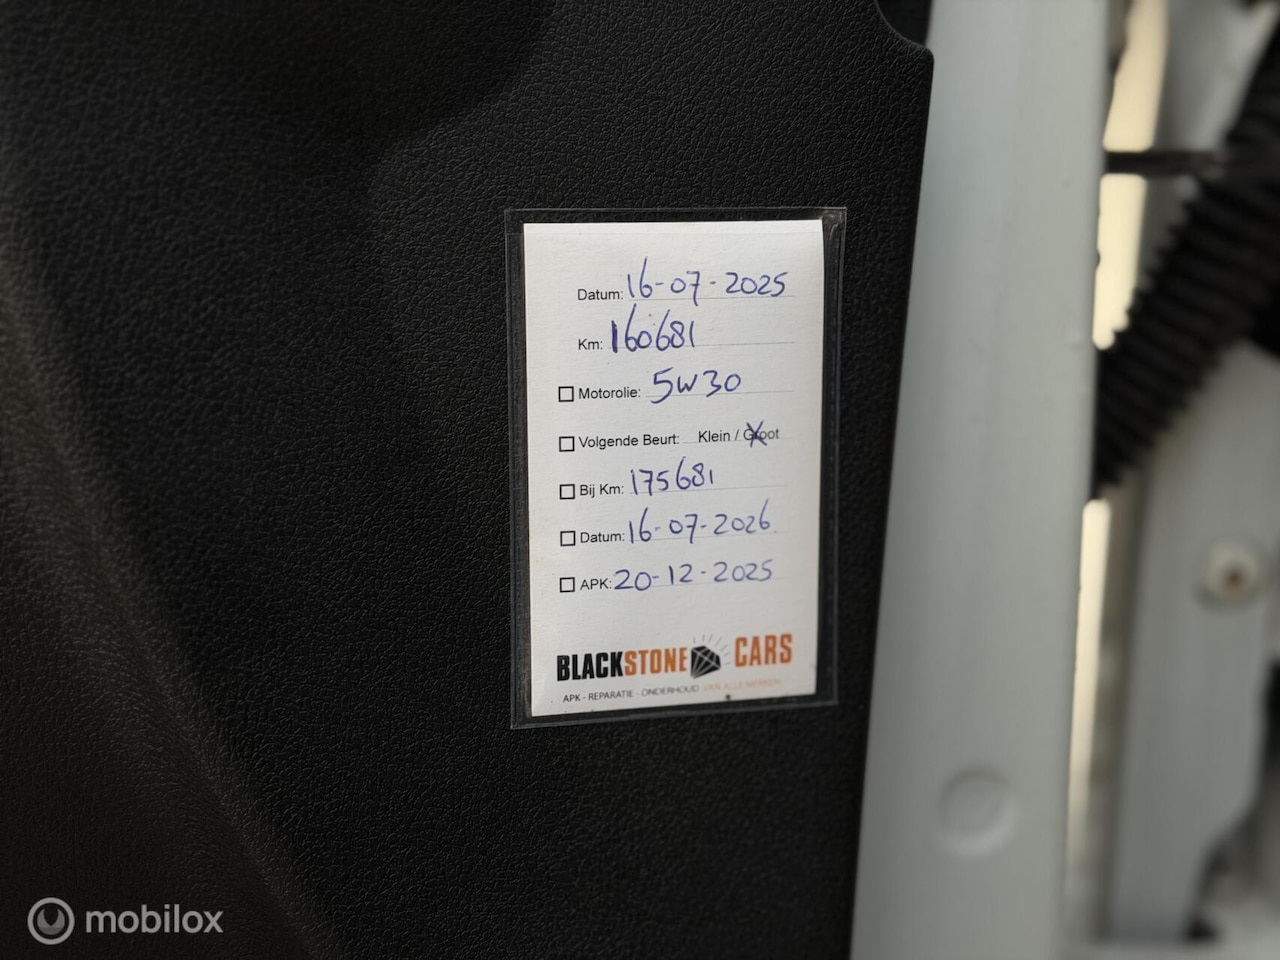 Datum: 16-07-2025
Km: 160681
Motorolie: 5W30
Volgende Beurt: Klein / Groot
Bij Km: 175681
Datum: 16-07-2026
APK: 20-12-2025
BLACKSTONE CARS
APK - REPARATIE - ONDERHOUD VAN ALLE MERKEN
mobilox